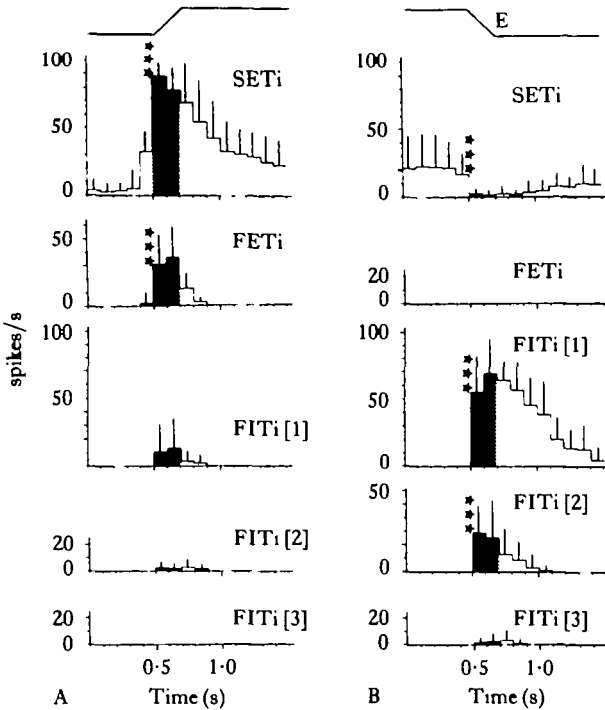 E
SETi
100
50
0
FETi
50
0
spikes/s
100
50
0
FITi [1]
FITi [2]
20
0
FITi [3]
20
0
0·5
1·0
A
Time (s)
SETi
100
50
0
FETi
20
0
FITi [1]
100
50
0
FITi [2]
50
0
FITi [3]
20
0
0·5
1·0
B
Time (s)